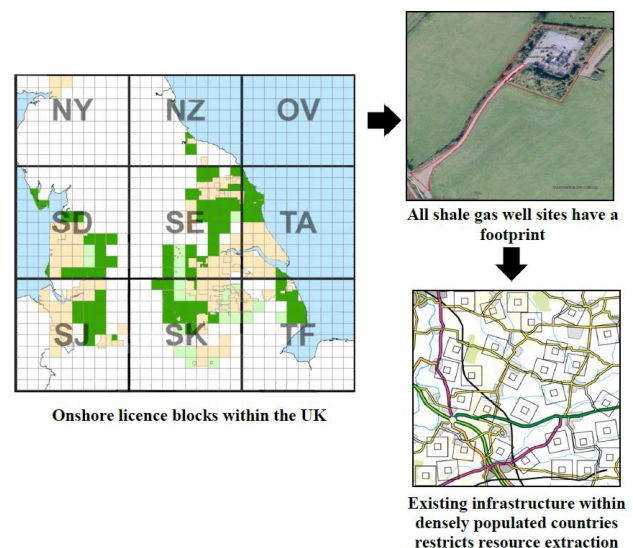 NY NZ OV
SD SE TA
SJ SK TF
Onshore licence blocks within the UK
All shale gas well sites have a
footprint
Existing infrastructure within
densely populated countries
restricts resource extraction